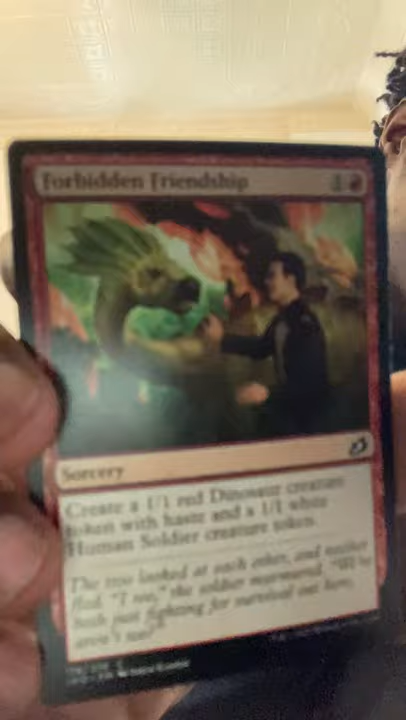 Forbidden Friendship 1
Sorcery
Create a 1/1 red Dinosaur creature
token with haste and a 1/1 white
Human Soldier creature token.
The two looked at each other, and neither
fled. "I see," the soldier murmured. "We're
both just fighting for survival out here,
aren't we?"